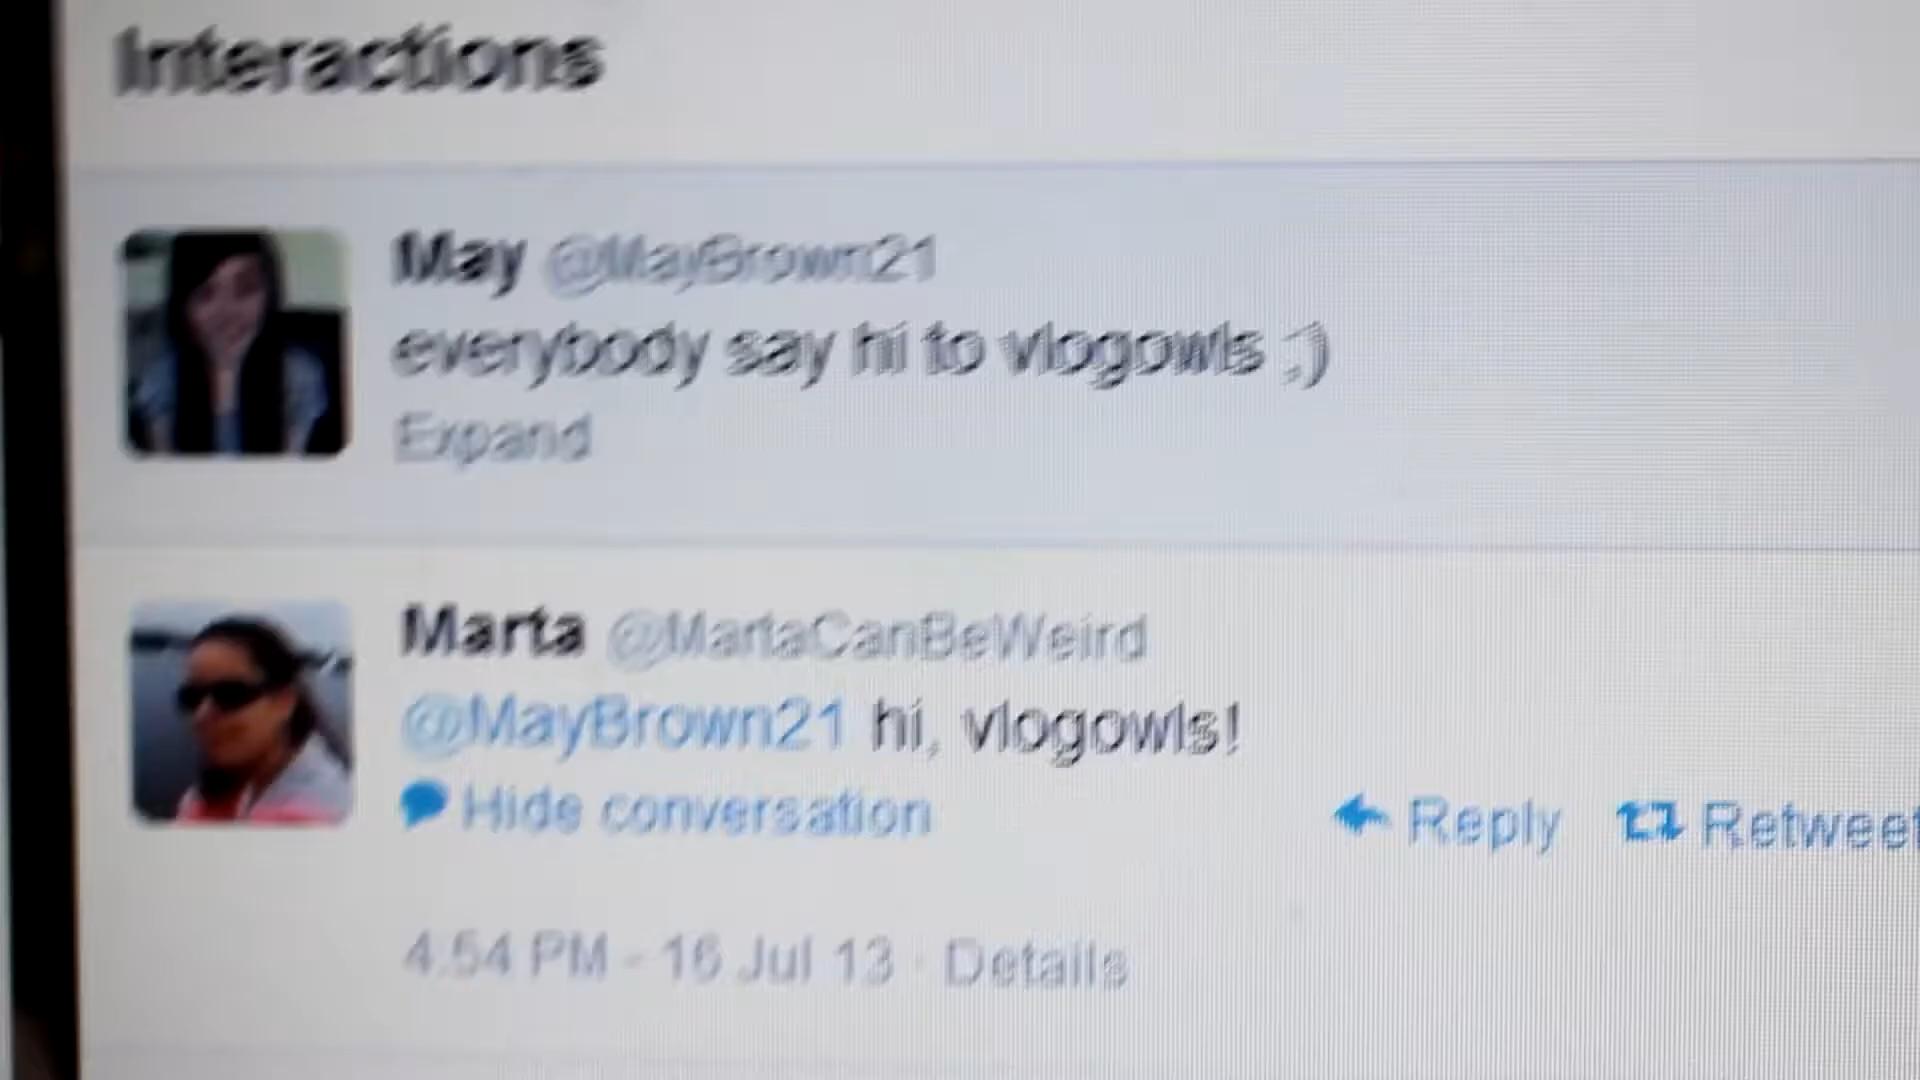 Interactions
May @MayBrown21
everybody say hi to vlogowls ;)
Expand
Marta @MartaCanBeWeird
@MayBrown21 hi, vlogowls!
Hide conversation Reply Retweet
4:54 PM - 16 Jul 13 · Details